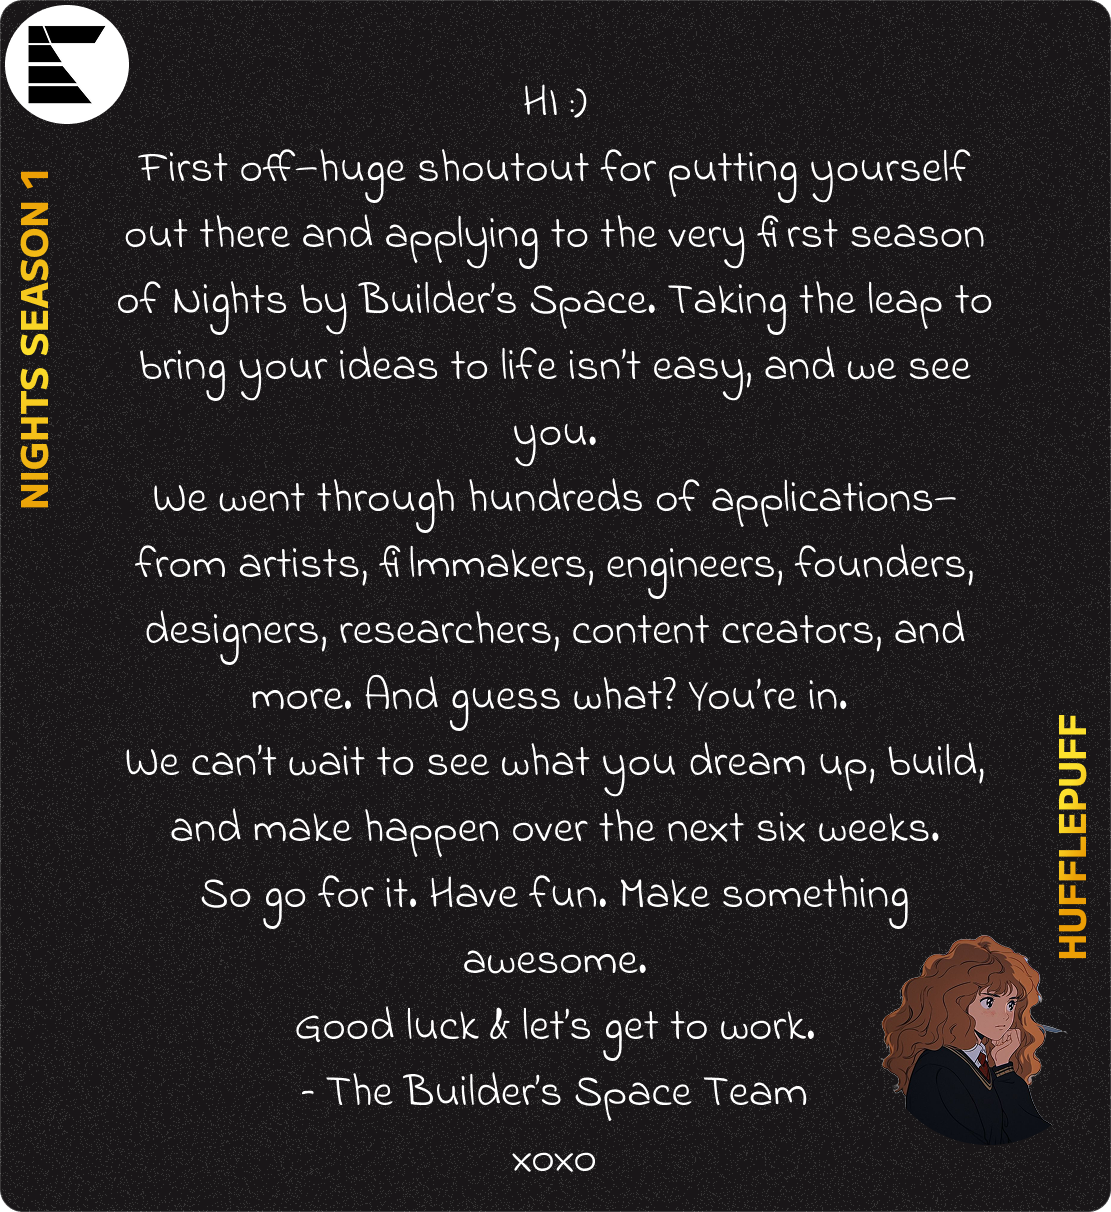 NIGHTS SEASON 1
Hi :)
First off—huge shoutout for putting yourself
out there and applying to the very first season
of Nights by Builder's Space. Taking the leap to
bring your ideas to life isn't easy, and we see
you.
We went through hundreds of applications—
from artists, filmmakers, engineers, founders,
designers, researchers, content creators, and
more. And guess what? You're in.
We can't wait to see what you dream up, build,
and make happen over the next six weeks.
So go for it. Have fun. Make something
awesome.
Good luck & let's get to work.
- The Builder's Space Team
xoxo
HUFFLEPUFF